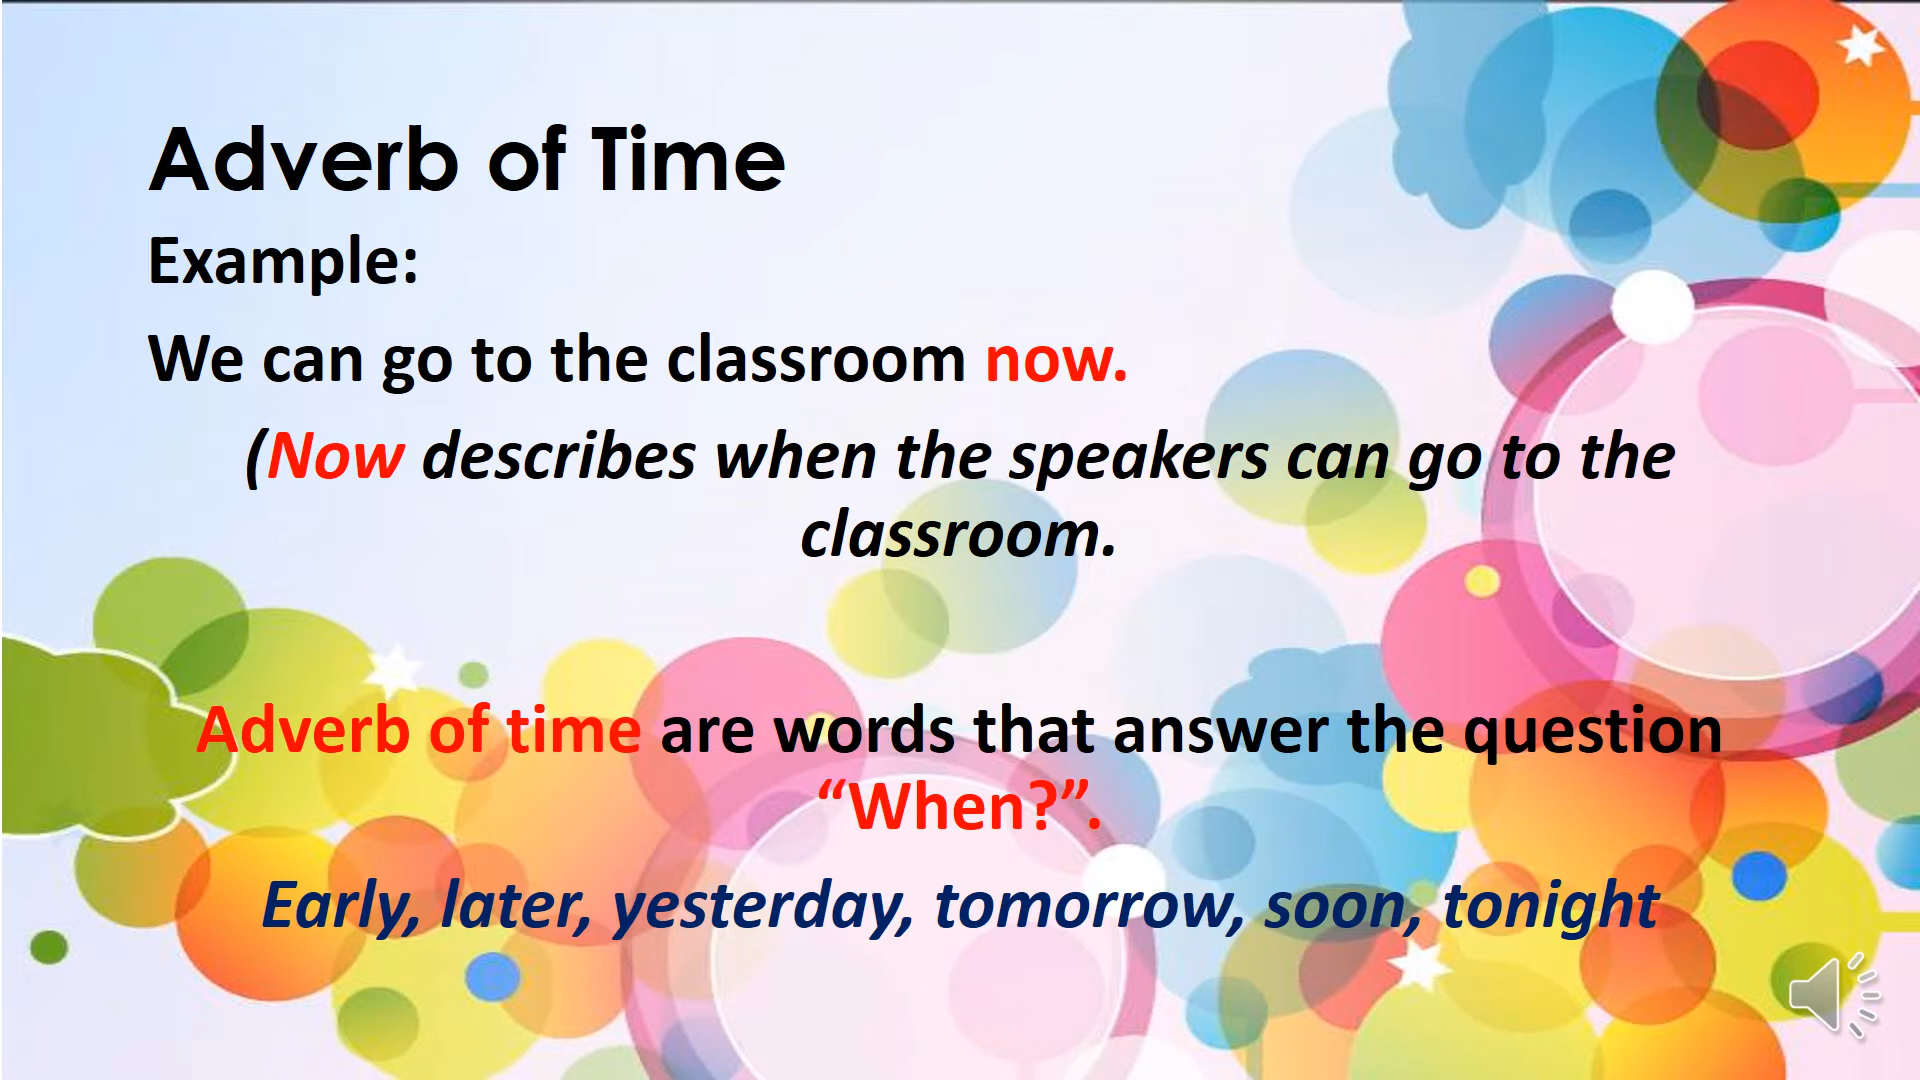 Adverb of Time
Example:
We can go to the classroom now.
(Now describes when the speakers can go to the
classroom.
Adverb of time are words that answer the question
“When?”.
Early, later, yesterday, tomorrow, soon, tonight